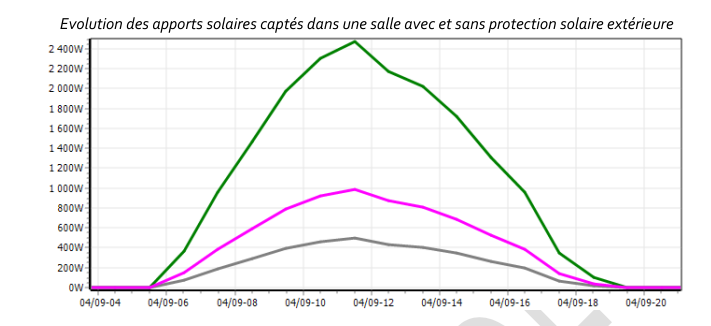 Evolution des apports solaires captés dans une salle avec et sans protection solaire extérieure
2 400W
2 200W
2 000W
1 800W
1 600W
1 400W
1 200W
1 000W
800W
600W
400W
200W
0W
04/09-04 04/09-06 04/09-08 04/09-10 04/09-12 04/09-14 04/09-16 04/09-18 04/09-20